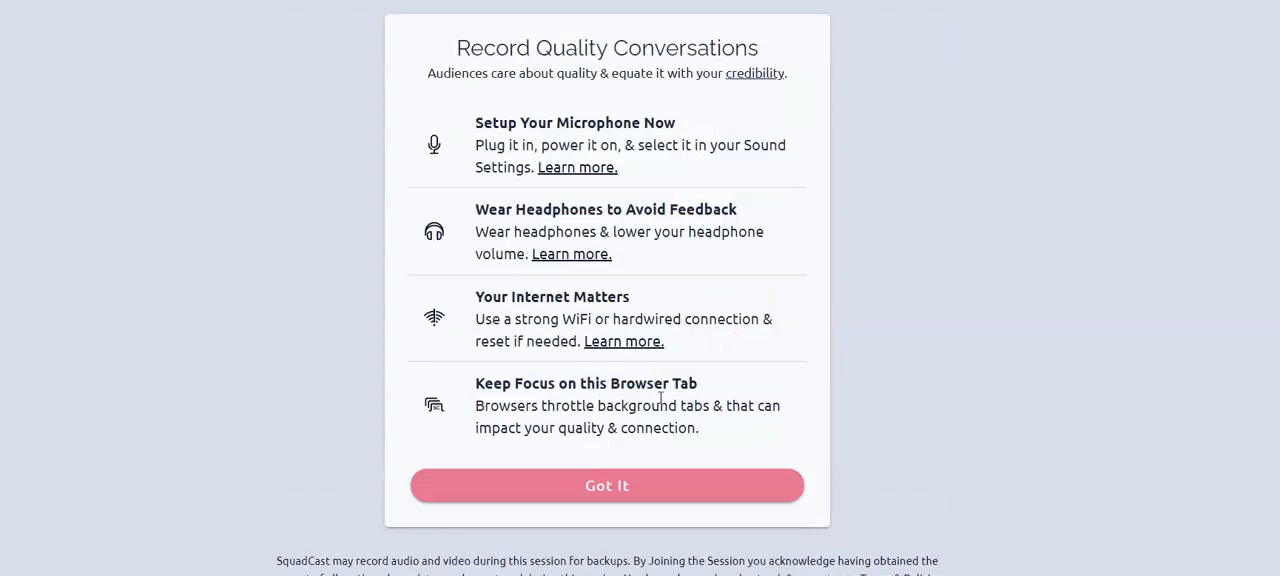 Record Quality Conversations
Audiences care about quality & equate it with your credibility.
Setup Your Microphone Now
Plug it in, power it on, & select it in your Sound
Settings. Learn more.
Wear Headphones to Avoid Feedback
Wear headphones & lower your headphone
volume. Learn more.
Your Internet Matters
Use a strong WiFi or hardwired connection &
reset if needed. Learn more.
Keep Focus on this Browser Tab
Browsers throttle background tabs & that can
impact your quality & connection.
Got It
SquadCast may record audio and video during this session for backups. By Joining the Session you acknowledge having obtained the